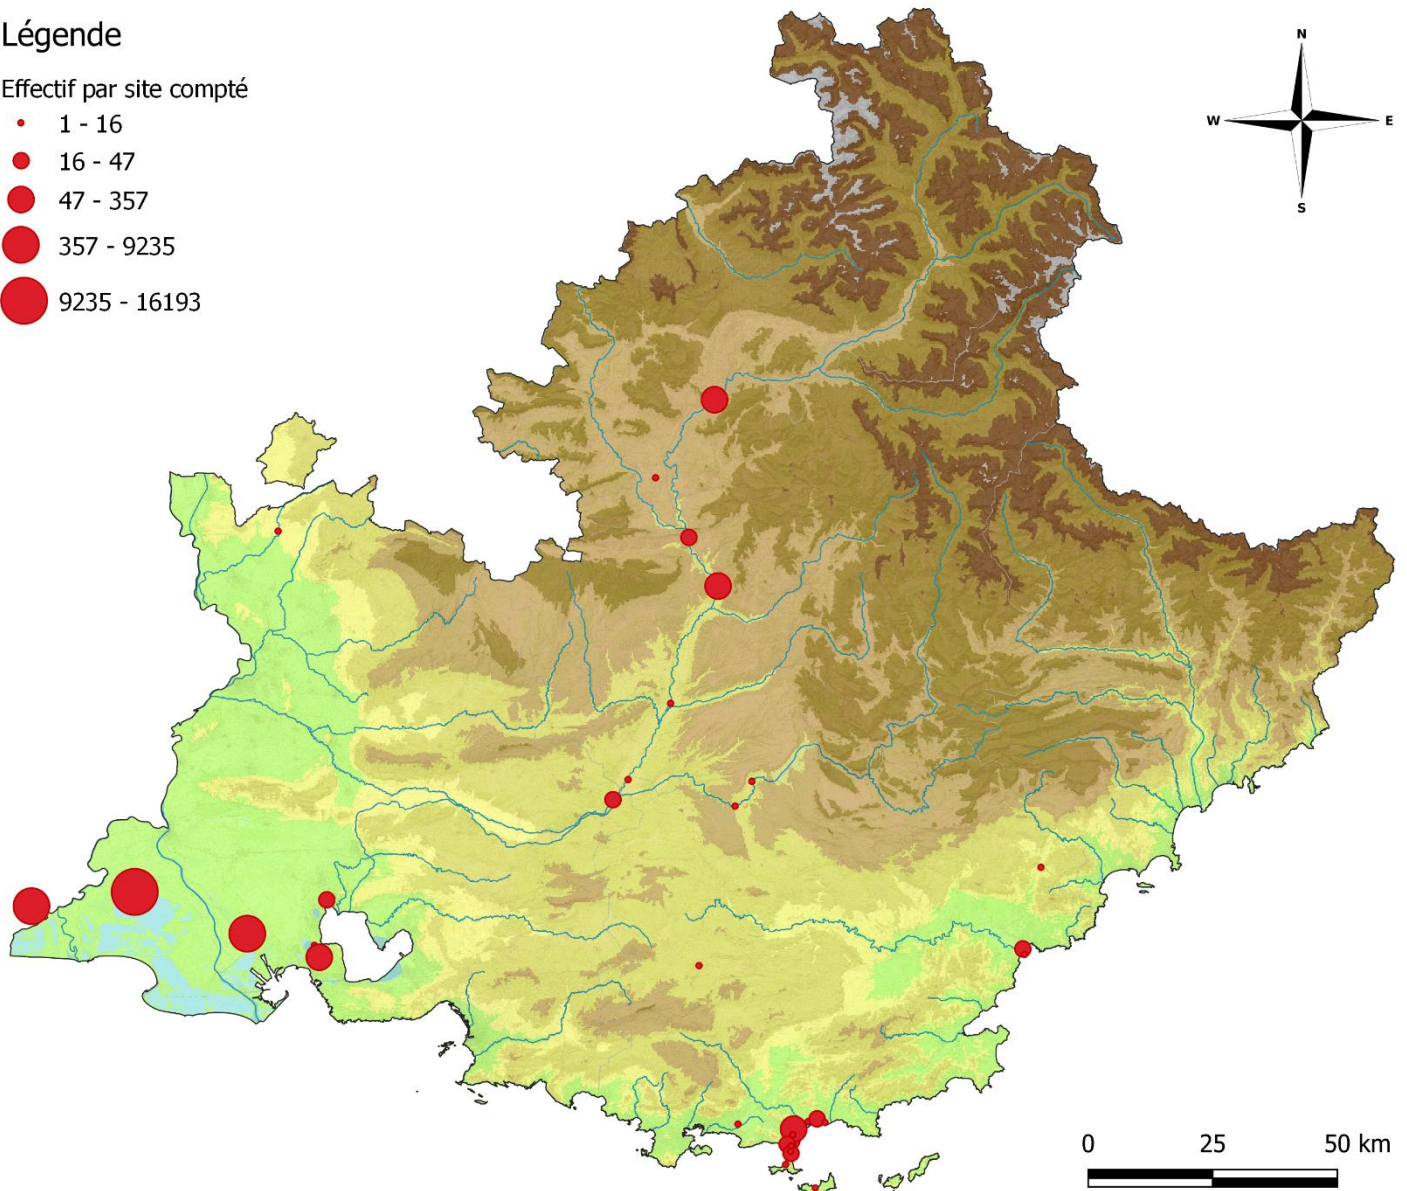 Légende
Effectif par site compté
1 - 16
16 - 47
47 - 357
357 - 9235
9235 - 16193
N
W E
S
0 25 50 km